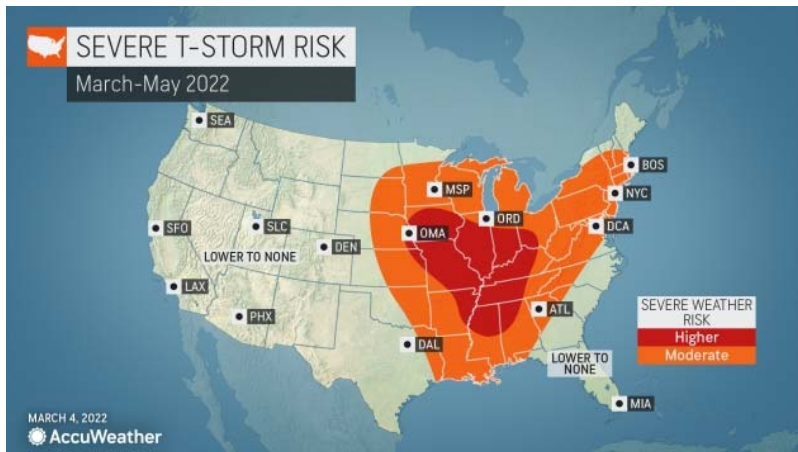 SEVERE T-STORM RISK
March-May 2022
SEA
BOS
MSP
NYC
ORD
SFO
SLC
OMA
DCA
DEN
LOWER TO NONE
LAX
PHX
ATL
DAL
SEVERE WEATHER
RISK
Higher
Moderate
LOWER TO
NONE
MIA
MARCH 4, 2022
AccuWeather